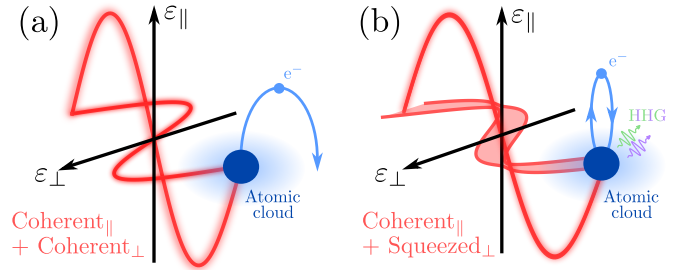 (a)
ε∥
e⁻
ε⊥
Atomic
cloud
Coherent∥
+ Coherent⊥
(b)
ε∥
e⁻
HHG
ε⊥
Atomic
cloud
Coherent∥
+ Squeezed⊥